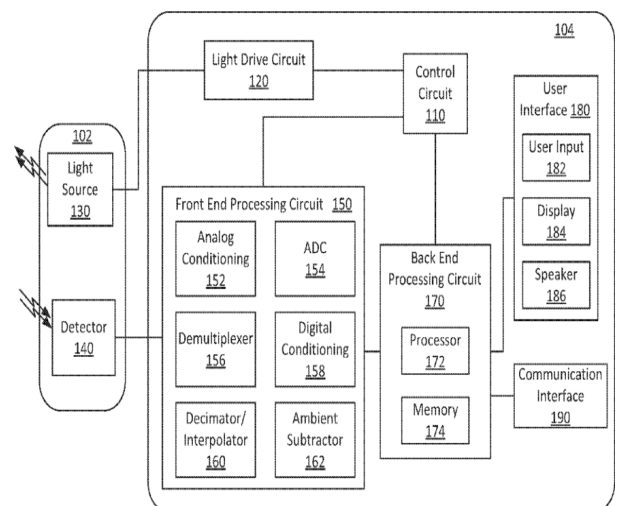 104
Light Drive Circuit
120
Control
Circuit
110
User
Interface 180
User Input
182
Display
184
Speaker
186
102
Light
Source
130
Front End Processing Circuit 150
Analog
Conditioning
152
ADC
154
Demultiplexer
156
Digital
Conditioning
158
Decimator/
Interpolator
160
Ambient
Subtractor
162
Detector
140
Back End
Processing Circuit
170
Processor
172
Memory
174
Communication
Interface
190